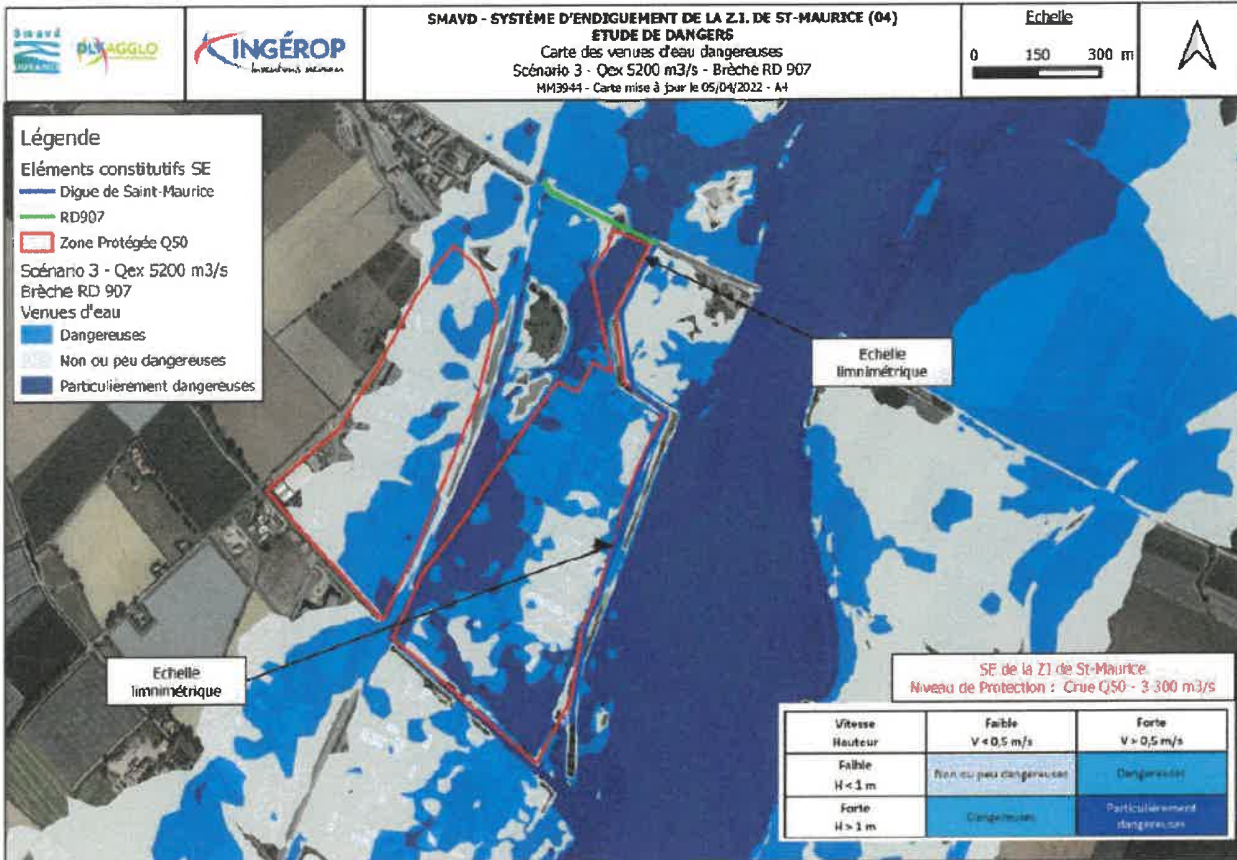 Smavd
DURANCE
DLVAGGLO
INGÉROP
Inventons demain
SMAVD - SYSTÈME D'ENDIGUEMENT DE LA Z.I. DE ST-MAURICE (04)
ETUDE DE DANGERS
Carte des venues d'eau dangereuses
Scénario 3 - Qex 5200 m3/s - Brèche RD 907
MM3944 - Carte mise à jour le 05/04/2022 - A4
Echelle
0 150 300 m
Légende
Eléments constitutifs SE
Digue de Saint-Maurice
RD907
Zone Protégée Q50
Scénario 3 - Qex 5200 m3/s
Brèche RD 907
Venues d'eau
Dangereuses
Non ou peu dangereuses
Particulièrement dangereuses
Echelle
limnimétrique
Echelle
limnimétrique
SE de la ZI de St-Maurice
Niveau de Protection : Crue Q50 - 3 300 m3/s
Vitesse Faible Forte
Hauteur V < 0,5 m/s V > 0,5 m/s
Faible
H < 1 m
Non ou peu dangereuses Dangereuses
Forte
H > 1 m
Dangereuses Particulièrement
dangereuses